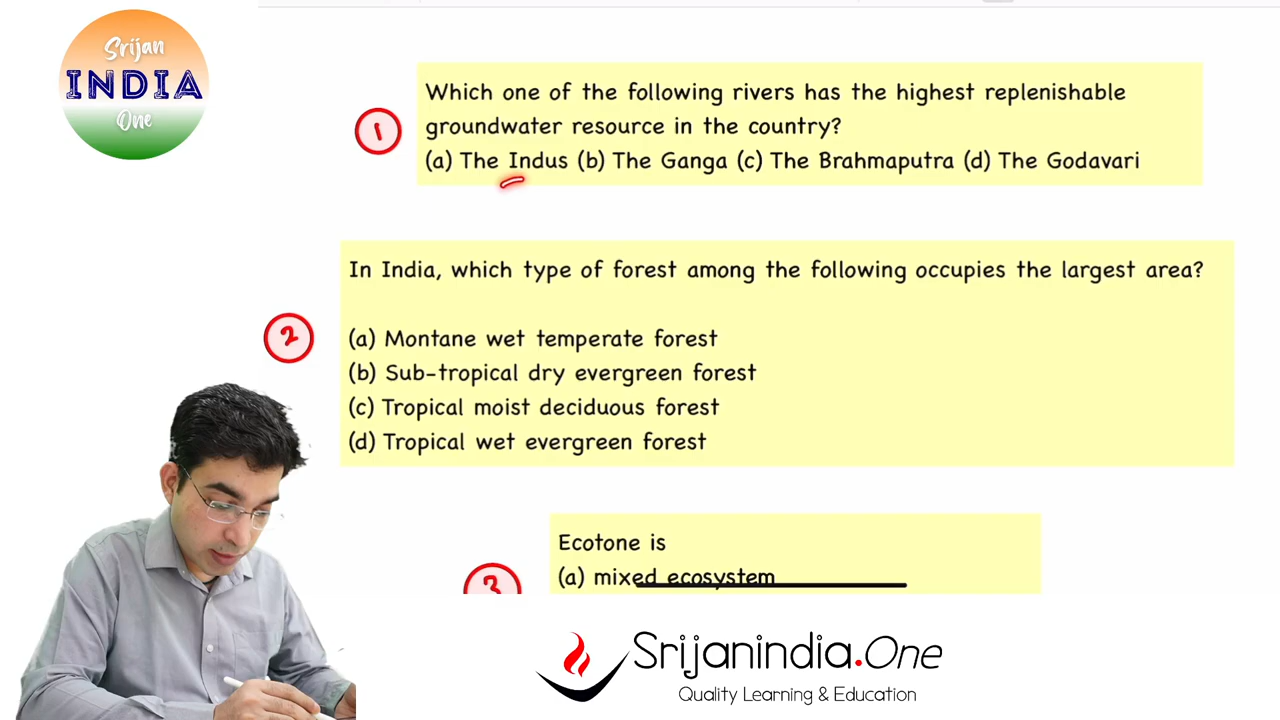 Srijan
INDIA
One
1
Which one of the following rivers has the highest replenishable
groundwater resource in the country?
(a) The Indus (b) The Ganga (c) The Brahmaputra (d) The Godavari
2
In India, which type of forest among the following occupies the largest area?
(a) Montane wet temperate forest
(b) Sub-tropical dry evergreen forest
(c) Tropical moist deciduous forest
(d) Tropical wet evergreen forest
3
Ecotone is
(a) mixed ecosystem
Srijanindia.One
Quality Learning & Education